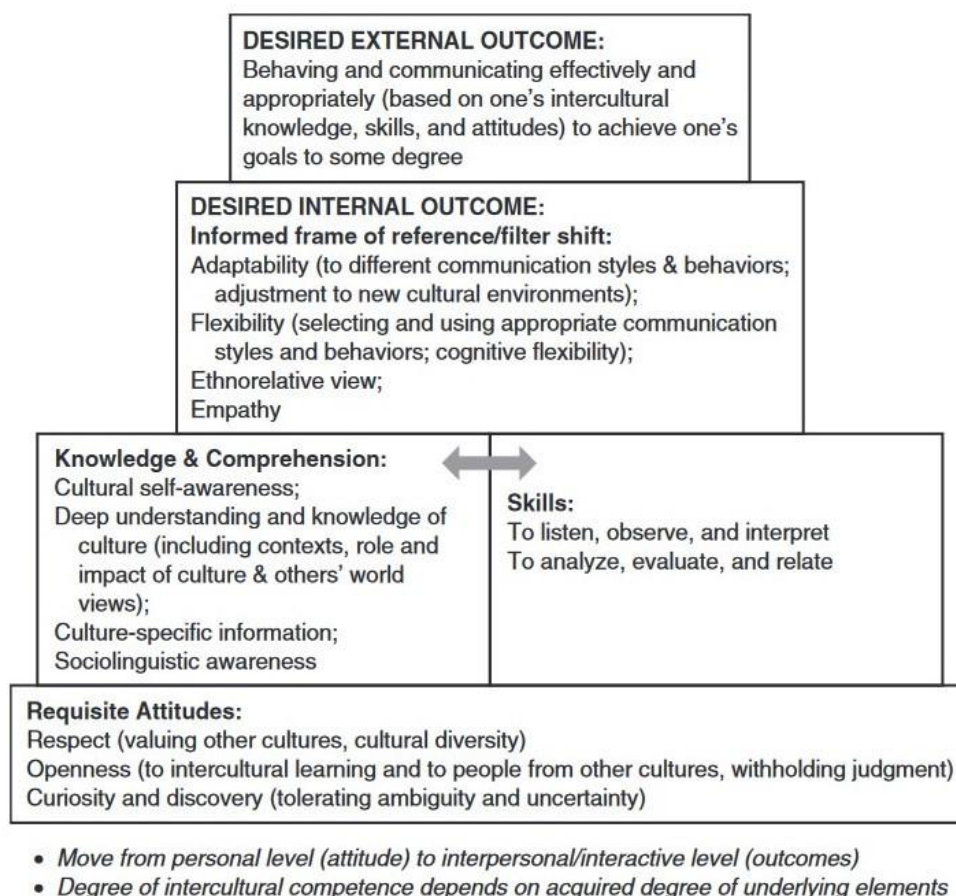 DESIRED EXTERNAL OUTCOME:
Behaving and communicating effectively and
appropriately (based on one’s intercultural
knowledge, skills, and attitudes) to achieve one’s
goals to some degree
DESIRED INTERNAL OUTCOME:
Informed frame of reference/filter shift:
Adaptability (to different communication styles & behaviors;
adjustment to new cultural environments);
Flexibility (selecting and using appropriate communication
styles and behaviors; cognitive flexibility);
Ethnorelative view;
Empathy
Knowledge & Comprehension:
Cultural self-awareness;
Deep understanding and knowledge of
culture (including contexts, role and
impact of culture & others’ world
views);
Culture-specific information;
Sociolinguistic awareness
Skills:
To listen, observe, and interpret
To analyze, evaluate, and relate
Requisite Attitudes:
Respect (valuing other cultures, cultural diversity)
Openness (to intercultural learning and to people from other cultures, withholding judgment)
Curiosity and discovery (tolerating ambiguity and uncertainty)
• Move from personal level (attitude) to interpersonal/interactive level (outcomes)
• Degree of intercultural competence depends on acquired degree of underlying elements